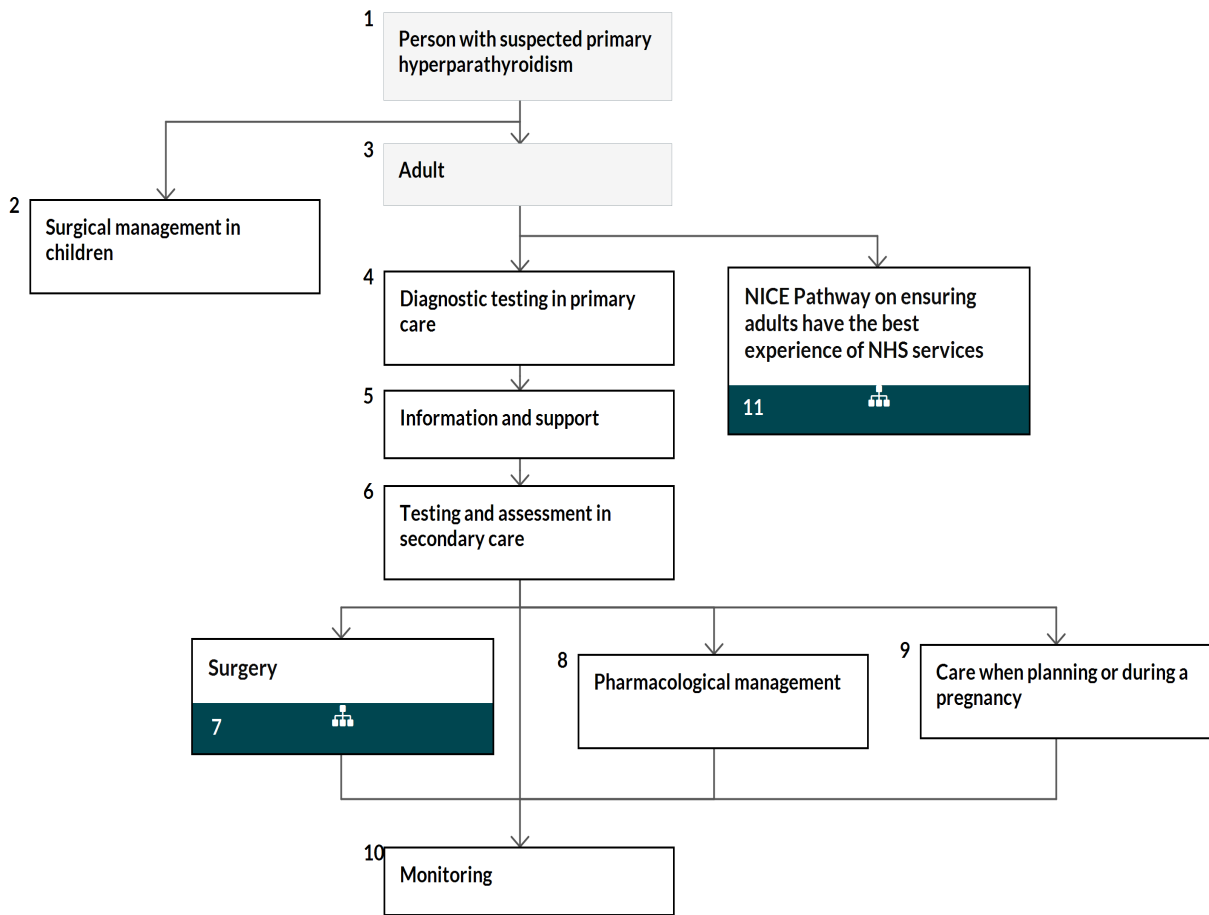 1
Person with suspected primary
hyperparathyroidism
3
Adult
2
Surgical management in
children
4
Diagnostic testing in primary
care
NICE Pathway on ensuring
adults have the best
experience of NHS services
11
5
Information and support
6
Testing and assessment in
secondary care
Surgery
7
8
Pharmacological management
9
Care when planning or during a
pregnancy
10
Monitoring